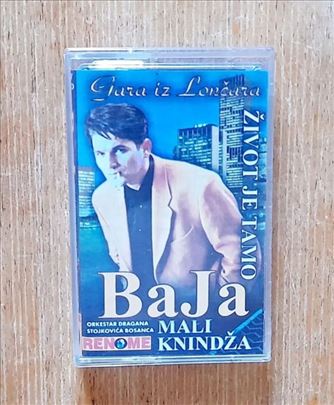 Gara iz Lončara
ŽIVOT JE TAMO
BaJa
MALI
KNINDŽA
ORKESTAR DRAGANA
STOJKOVIĆA BOSANCA
RENOME